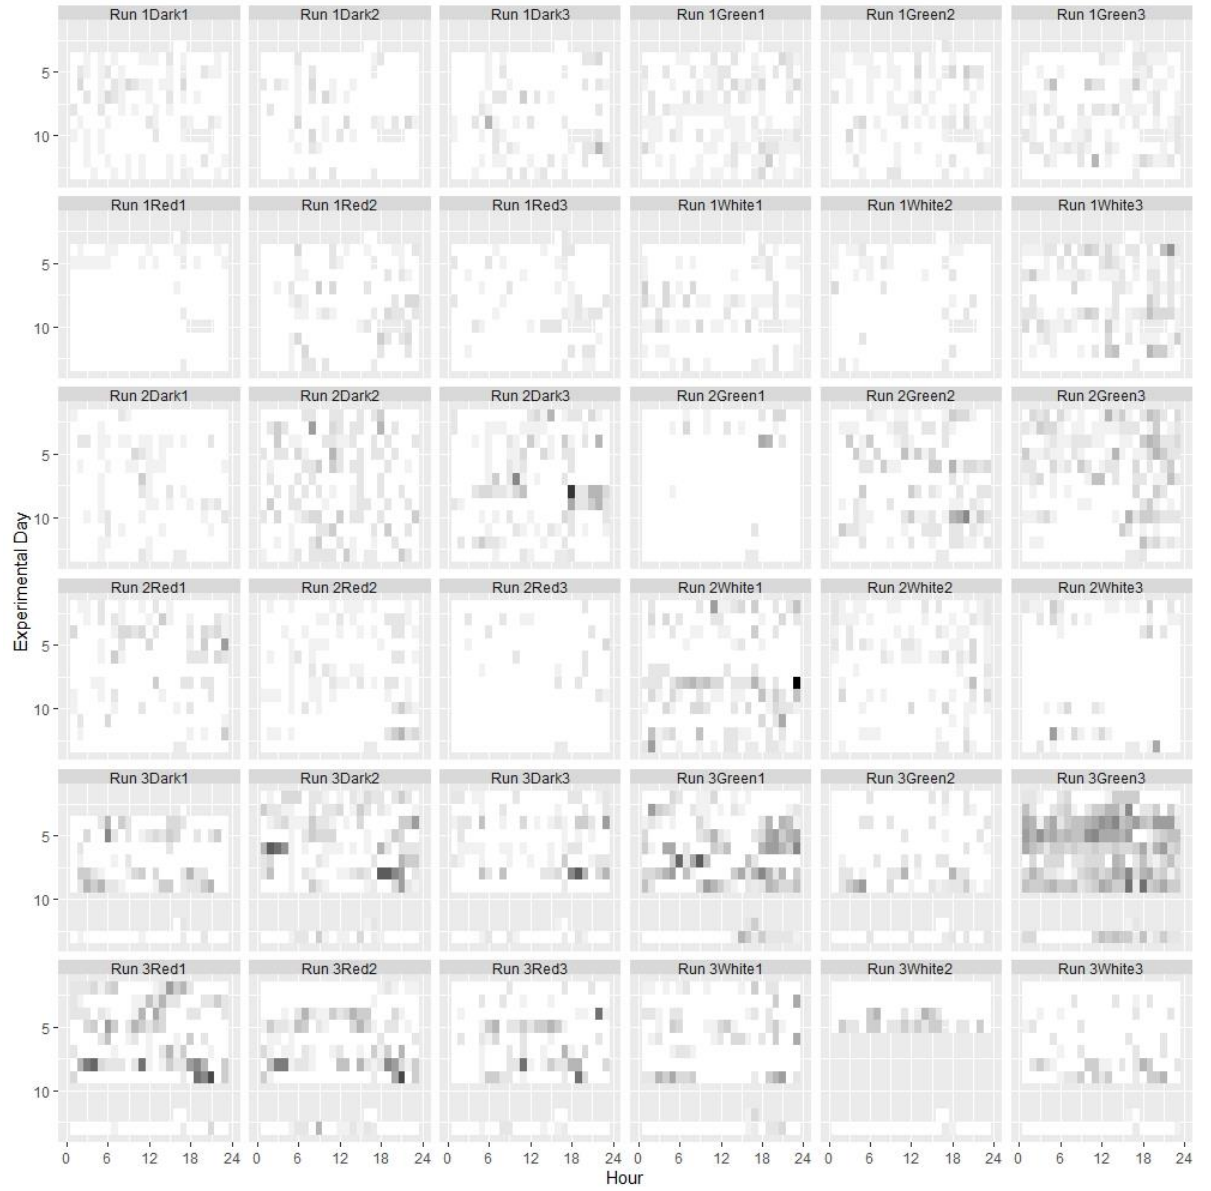 Run 1Dark1 Run 1Dark2 Run 1Dark3 Run 1Green1 Run 1Green2 Run 1Green3
5
10
Run 1Red1 Run 1Red2 Run 1Red3 Run 1White1 Run 1White2 Run 1White3
5
10
Run 2Dark1 Run 2Dark2 Run 2Dark3 Run 2Green1 Run 2Green2 Run 2Green3
5
10
Experimental Day
Run 2Red1 Run 2Red2 Run 2Red3 Run 2White1 Run 2White2 Run 2White3
5
10
Run 3Dark1 Run 3Dark2 Run 3Dark3 Run 3Green1 Run 3Green2 Run 3Green3
5
10
Run 3Red1 Run 3Red2 Run 3Red3 Run 3White1 Run 3White2 Run 3White3
5
10
0 6 12 18 24 0 6 12 18 24 0 6 12 18 24 0 6 12 18 24 0 6 12 18 24 0 6 12 18 24
Hour